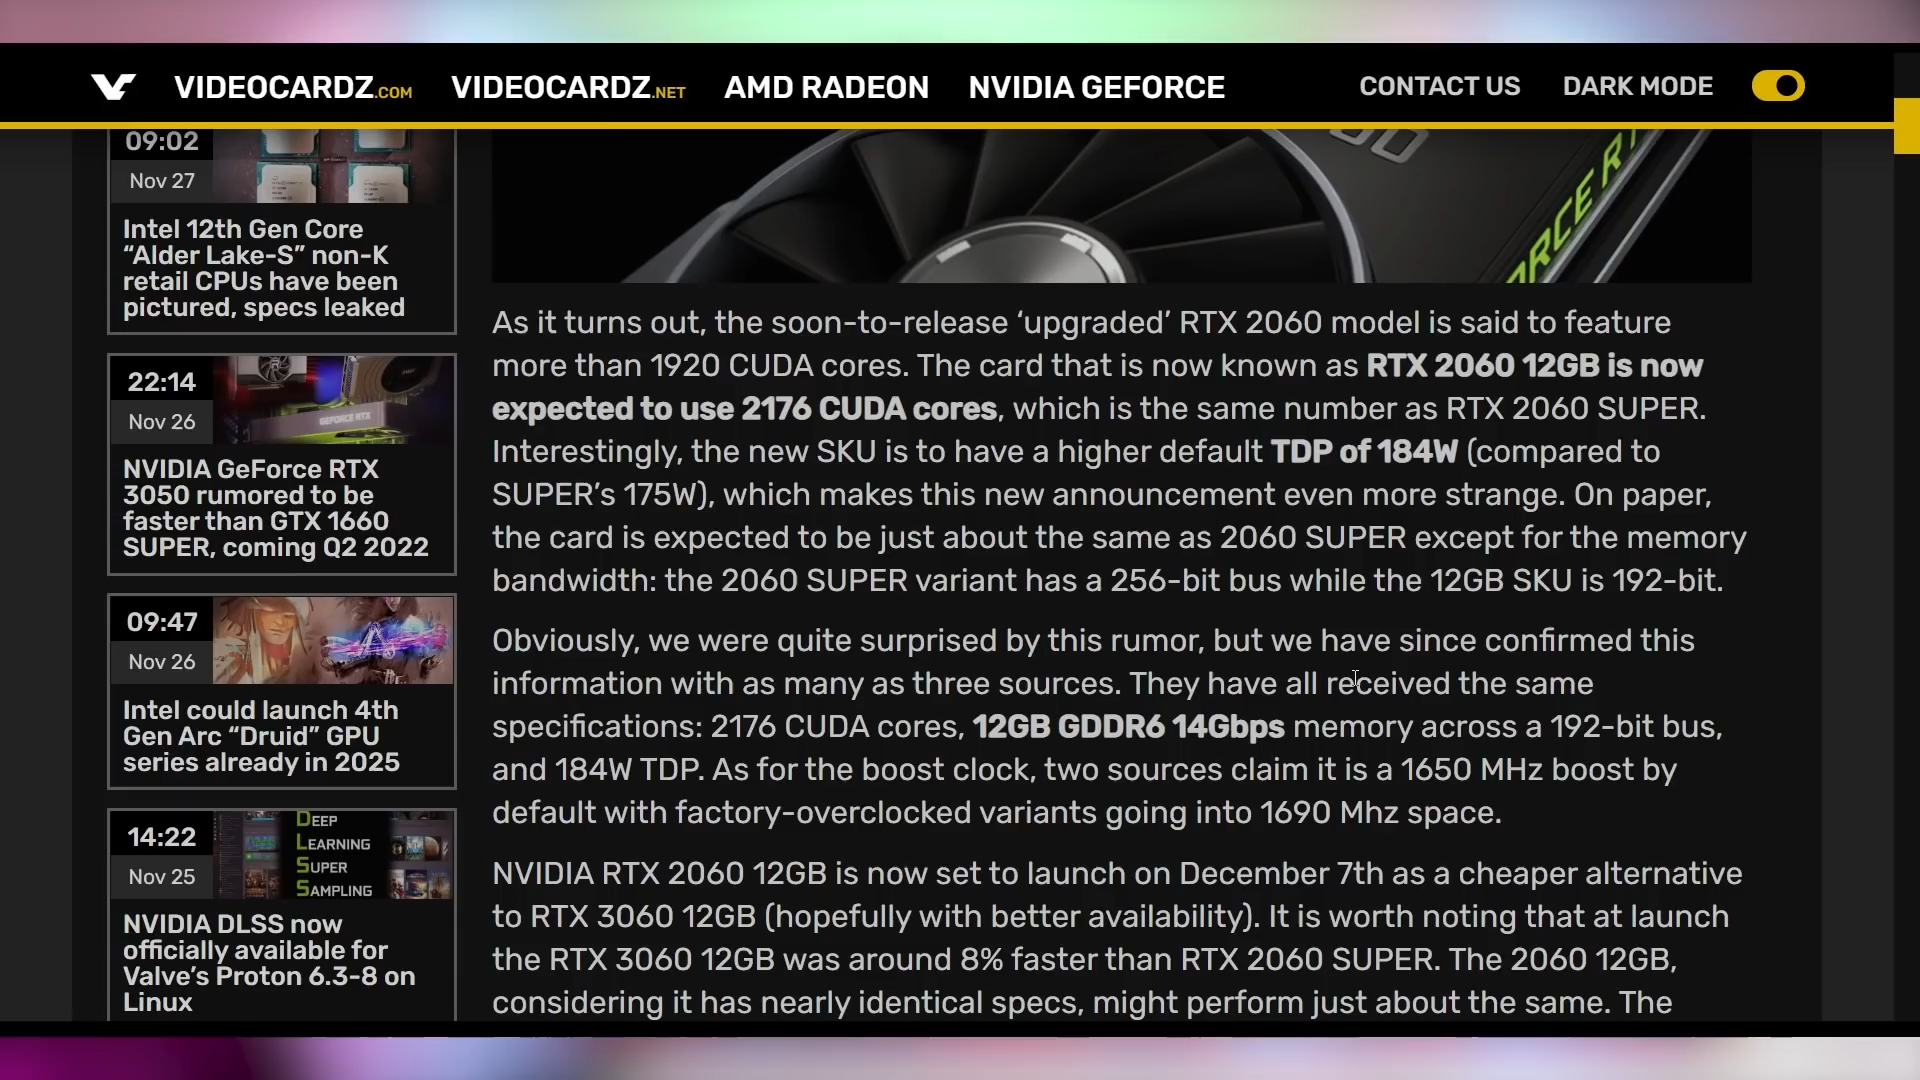 VIDEOCARDZ.COM VIDEOCARDZ.NET AMD RADEON NVIDIA GEFORCE CONTACT US DARK MODE
09:02
Nov 27
Intel 12th Gen Core
“Alder Lake-S” non-K
retail CPUs have been
pictured, specs leaked
22:14
Nov 26
GEFORCE RTX
NVIDIA GeForce RTX
3050 rumored to be
faster than GTX 1660
SUPER, coming Q2 2022
09:47
Nov 26
Intel could launch 4th
Gen Arc “Druid” GPU
series already in 2025
14:22
Nov 25
DEEP
LEARNING
SUPER
SAMPLING
NVIDIA DLSS now
officially available for
Valve’s Proton 6.3-8 on
Linux
As it turns out, the soon-to-release ‘upgraded’ RTX 2060 model is said to feature
more than 1920 CUDA cores. The card that is now known as RTX 2060 12GB is now
expected to use 2176 CUDA cores, which is the same number as RTX 2060 SUPER.
Interestingly, the new SKU is to have a higher default TDP of 184W (compared to
SUPER’s 175W), which makes this new announcement even more strange. On paper,
the card is expected to be just about the same as 2060 SUPER except for the memory
bandwidth: the 2060 SUPER variant has a 256-bit bus while the 12GB SKU is 192-bit.
Obviously, we were quite surprised by this rumor, but we have since confirmed this
information with as many as three sources. They have all received the same
specifications: 2176 CUDA cores, 12GB GDDR6 14Gbps memory across a 192-bit bus,
and 184W TDP. As for the boost clock, two sources claim it is a 1650 MHz boost by
default with factory-overclocked variants going into 1690 Mhz space.
NVIDIA RTX 2060 12GB is now set to launch on December 7th as a cheaper alternative
to RTX 3060 12GB (hopefully with better availability). It is worth noting that at launch
the RTX 3060 12GB was around 8% faster than RTX 2060 SUPER. The 2060 12GB,
considering it has nearly identical specs, might perform just about the same. The